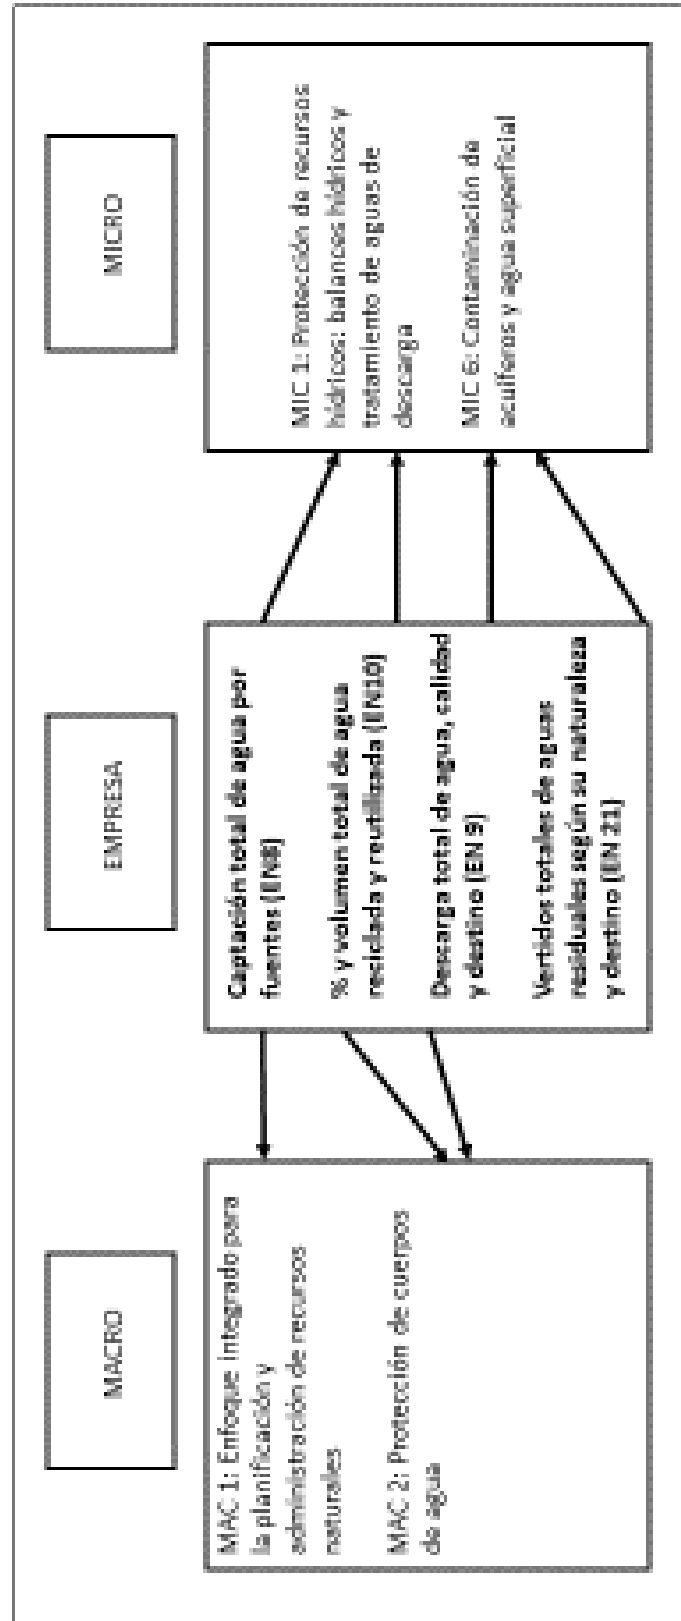 MACRO
MAC 1: Enfoque integrado para
la planificación y
administración de recursos
naturales
MAC 2: Protección de cuerpos
de agua
EMPRESA
Captación total de agua por
fuentes (EN8)
% y volumen total de agua
reciclada y reutilizada (EN10)
Descarga total de agua, calidad
y destino (EN 9)
Vertidos totales de aguas
residuales según su naturaleza
y destino (EN 21)
MICRO
MIC 1: Protección de recursos
hídricos: balances hídricos y
tratamiento de aguas de
descarga
MIC 6: Contaminación de
acuíferos y agua superficial